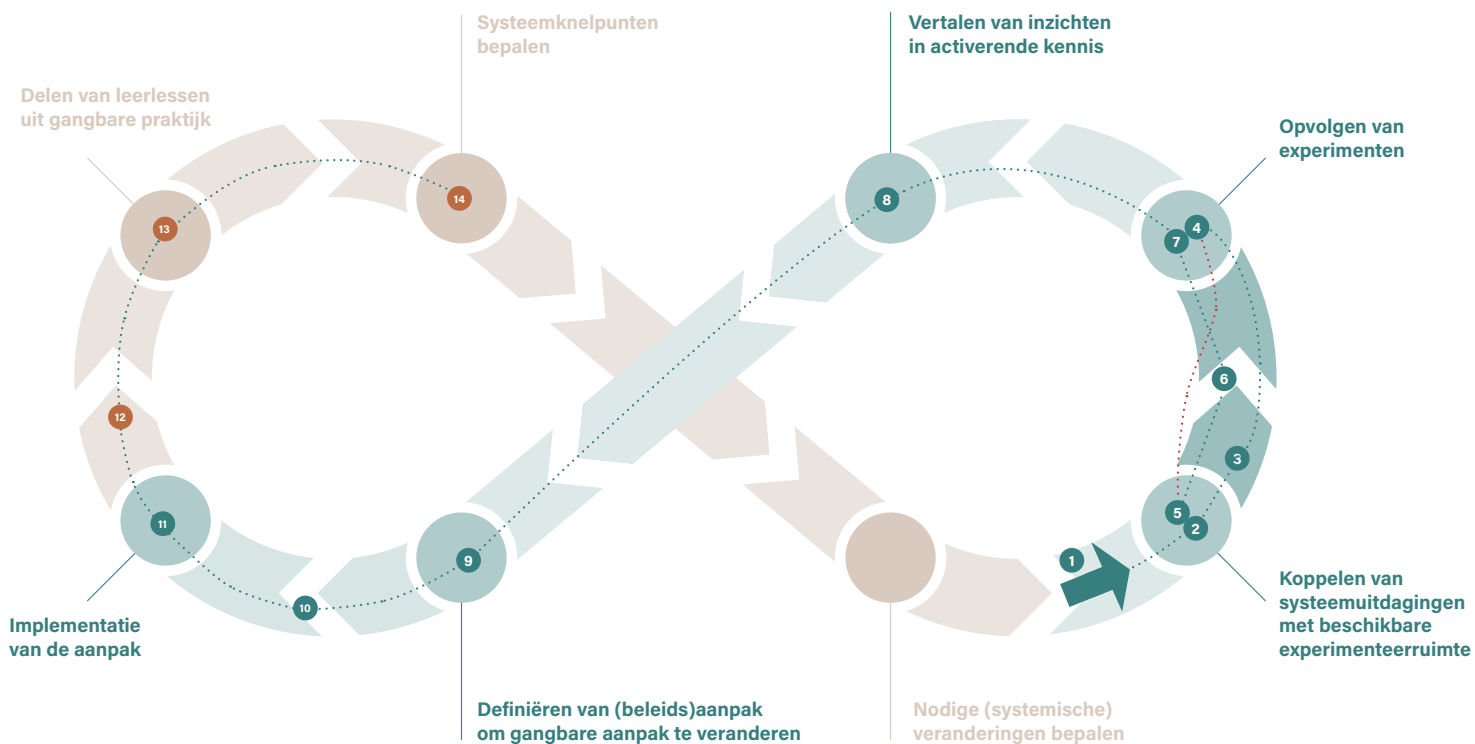 Systeemknelpunten
bepalen
Vertalen van inzichten
in activerende kennis
Delen van leerlessen
uit gangbare praktijk
Opvolgen van
experimenten
14
8
13
4
7
6
12
3
5
2
11
9
1
10
Implementatie
van de aanpak
Koppelen van
systeemuitdagingen
met beschikbare
experimenteerruimte
Definiëren van (beleids)aanpak
om gangbare aanpak te veranderen
Nodige (systemische)
veranderingen bepalen